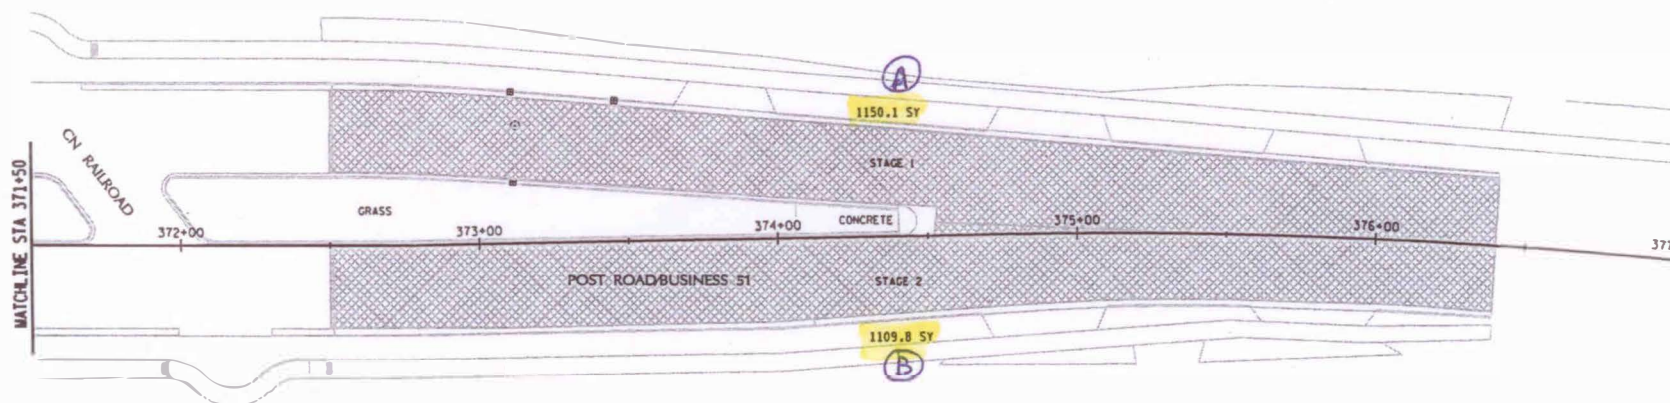 A
1150.1 SY
CN RAILROAD
STAGE 1
MATCHLINE STA 371+50
GRASS
CONCRETE
372+00
373+00
374+00
375+00
376+00
POST ROAD/BUSINESS 51
STAGE 2
1109.8 SY
B